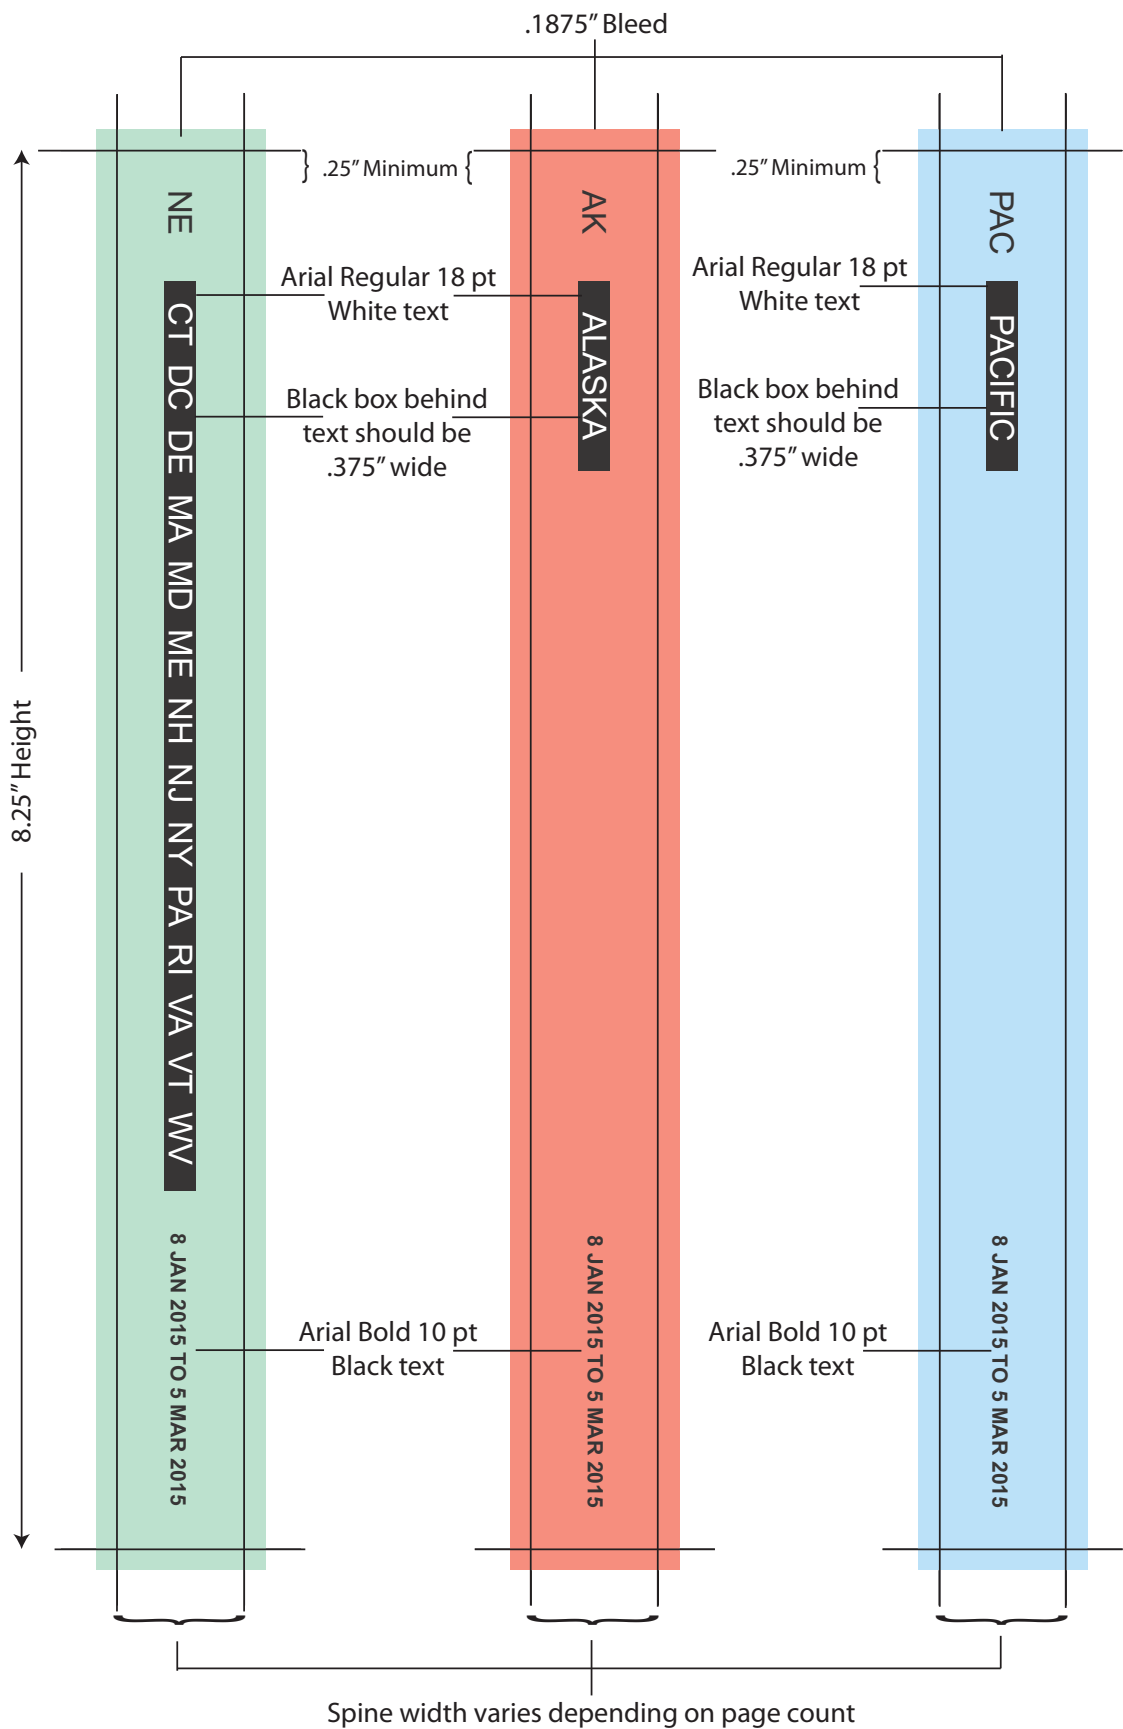 .1875” Bleed
} .25” Minimum {
.25” Minimum {
NE
AK
PAC
Arial Regular 18 pt
White text
Arial Regular 18 pt
White text
CT DC DE MA MD ME NH NJ NY PA RI VA VT WV
ALASKA
PACIFIC
Black box behind
text should be
.375” wide
Black box behind
text should be
.375” wide
8.25” Height
8 JAN 2015 TO 5 MAR 2015
8 JAN 2015 TO 5 MAR 2015
8 JAN 2015 TO 5 MAR 2015
Arial Bold 10 pt
Black text
Arial Bold 10 pt
Black text
Spine width varies depending on page count